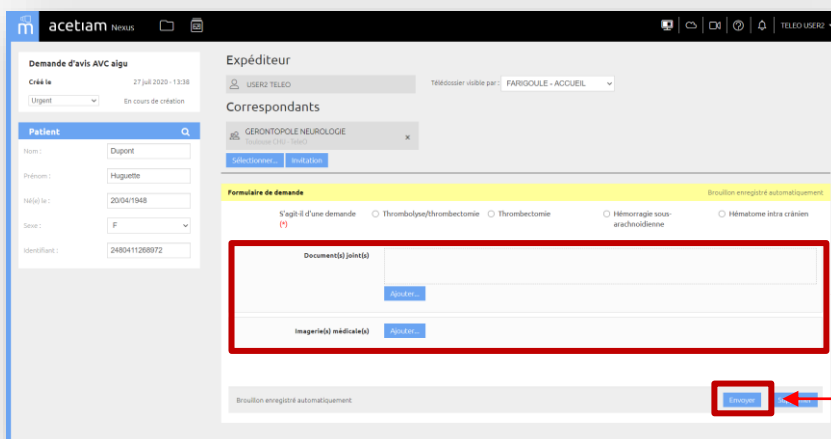 acetiam Nexus
TELEO USER2
Demande d'avis AVC aigu
Créé le 27 juil 2020 - 13:38
Urgent En cours de création
Patient
Nom : Dupont
Prénom : Huguette
Né(e) le : 20/04/1948
Sexe : F
Identifiant : 2480411268972
Expéditeur
USER2 TELEO Télédossier visible par : FARIGOULE - ACCUEIL
Correspondants
GERONTOPOLE NEUROLOGIE
Toulouse CHU - TeleO
Sélectionner... Invitation
Formulaire de demande Brouillon enregistré automatiquement
S'agit-il d'une demande Thrombolyse/thrombectomie Thrombectomie Hémorragie sous- Hématome intra crânien
(*) arachnoïdienne
Document(s) joint(s)
Ajouter...
Imagerie(s) médicale(s) Ajouter...
Brouillon enregistré automatiquement Envoyer